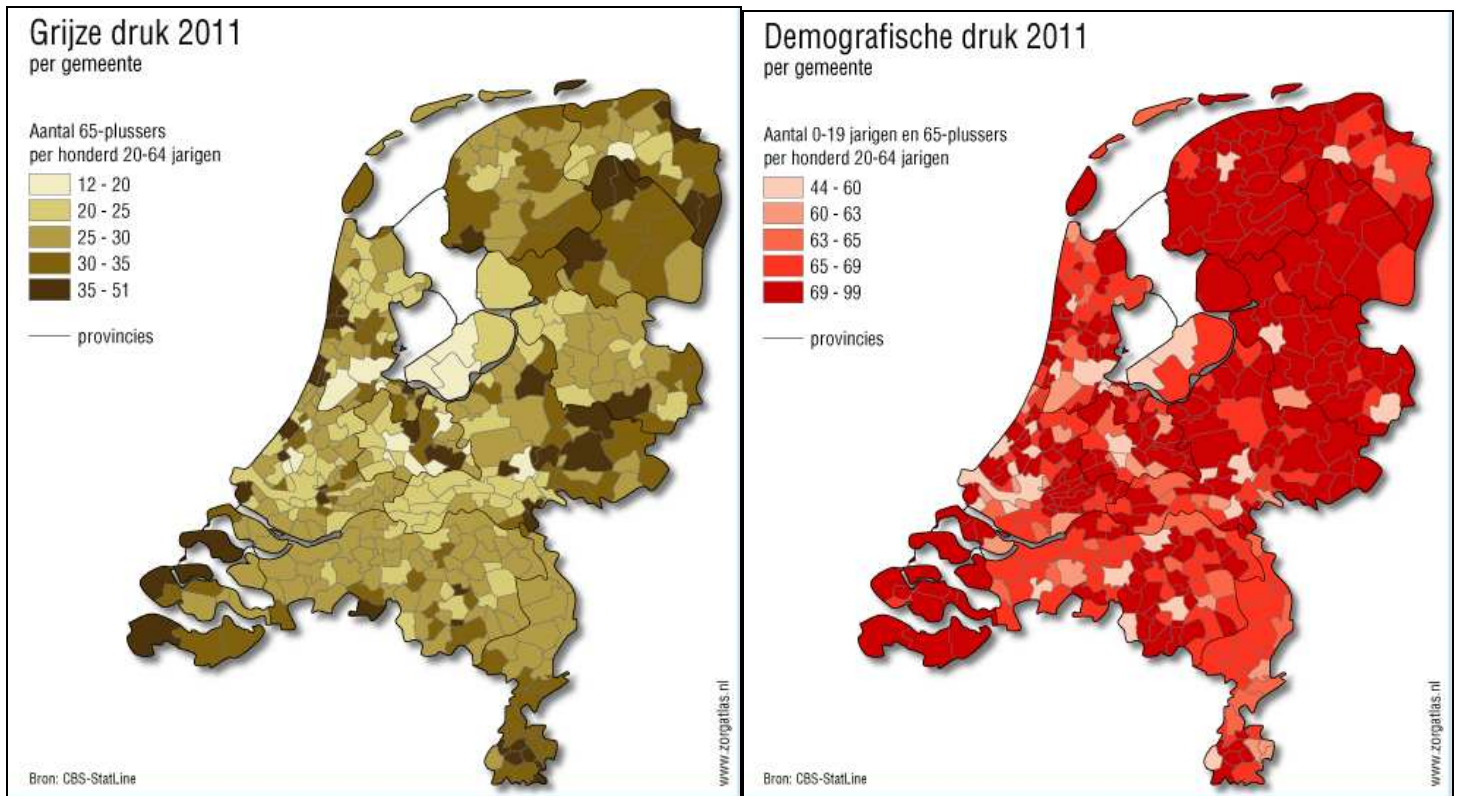 Grijze druk 2011
per gemeente
Aantal 65-plussers
per honderd 20-64 jarigen
12 - 20
20 - 25
25 - 30
30 - 35
35 - 51
provincies
Bron: CBS-StatLine
www.zorgatlas.nl
Demografische druk 2011
per gemeente
Aantal 0-19 jarigen en 65-plussers
per honderd 20-64 jarigen
44 - 60
60 - 63
63 - 65
65 - 69
69 - 99
provincies
Bron: CBS-StatLine
www.zorgatlas.nl